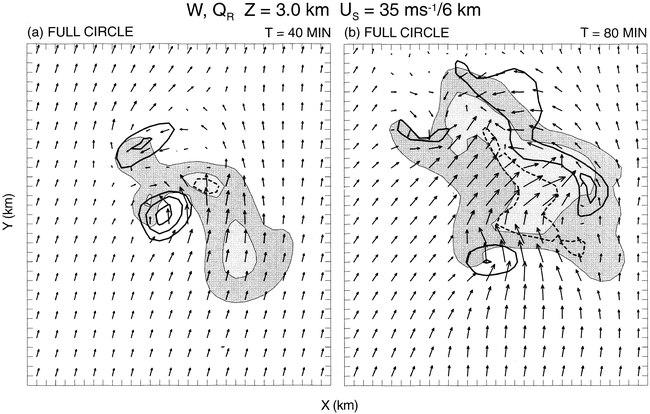 W, Q_R Z = 3.0 km U_S = 35 ms⁻¹/6 km
(a) FULL CIRCLE T = 40 MIN
(b) FULL CIRCLE T = 80 MIN
Y (km)
X (km)